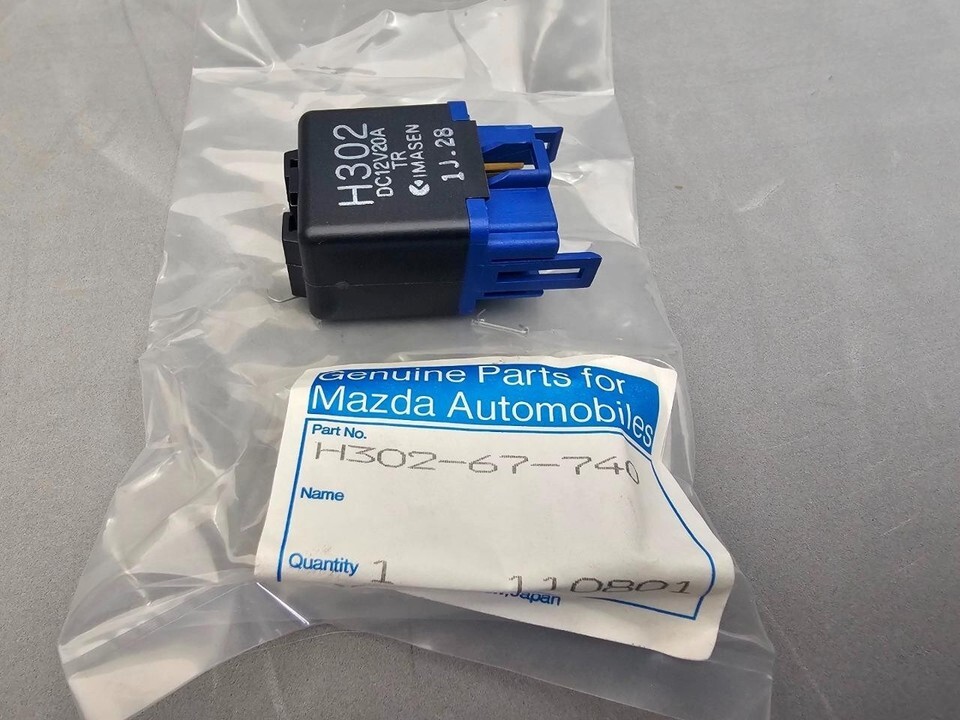 H302
DC12V20A
TR
IMASEN
1J.28
Genuine Parts for
Mazda Automobiles
Part No.
H302-67-740
Name
Quantity 1 110801
Japan